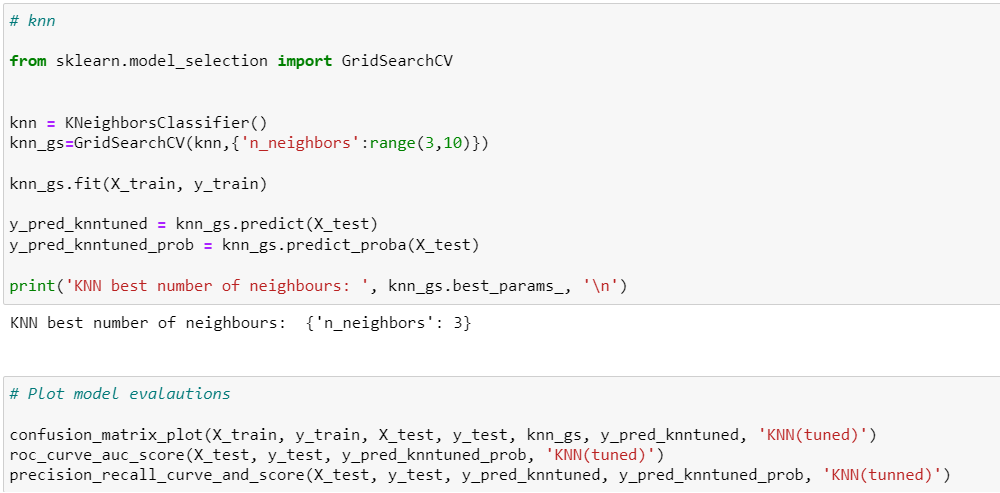 # knn
from sklearn.model_selection import GridSearchCV
knn = KNeighborsClassifier()
knn_gs=GridSearchCV(knn,{'n_neighbors':range(3,10)})
knn_gs.fit(X_train, y_train)
y_pred_knntuned = knn_gs.predict(X_test)
y_pred_knntuned_prob = knn_gs.predict_proba(X_test)
print('KNN best number of neighbours: ', knn_gs.best_params_, '\n')
KNN best number of neighbours:  {'n_neighbors': 3}
# Plot model evalautions
confusion_matrix_plot(X_train, y_train, X_test, y_test, knn_gs, y_pred_knntuned, 'KNN(tuned)')
roc_curve_auc_score(X_test, y_test, y_pred_knntuned_prob, 'KNN(tuned)')
precision_recall_curve_and_score(X_test, y_test, y_pred_knntuned, y_pred_knntuned_prob, 'KNN(tunned)')